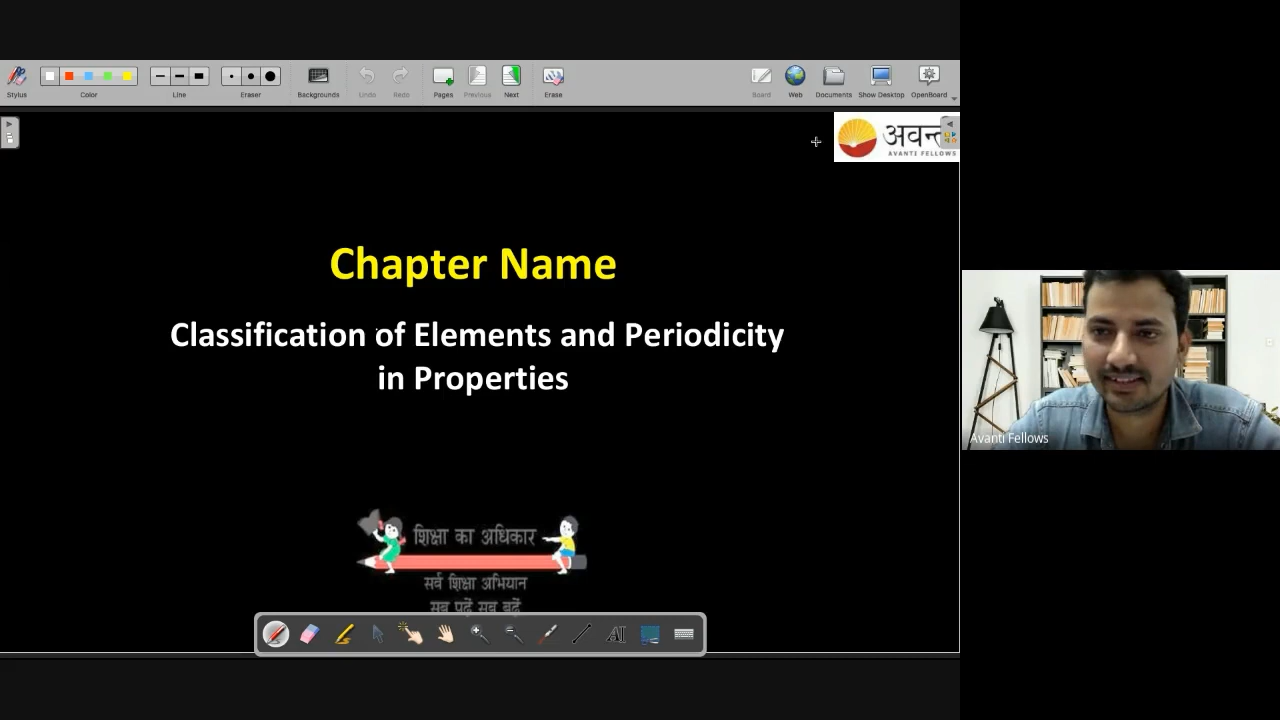 Stylus Color Line Eraser Backgrounds Undo Redo Pages Previous Next Erase Board Web Documents Show Desktop OpenBoard
AVANTI FELLOWS
Chapter Name
Classification of Elements and Periodicity
in Properties
Avanti Fellows
शिक्षा का अधिकार
सर्व शिक्षा अभियान
सब पढ़ें सब बढ़ें
AI